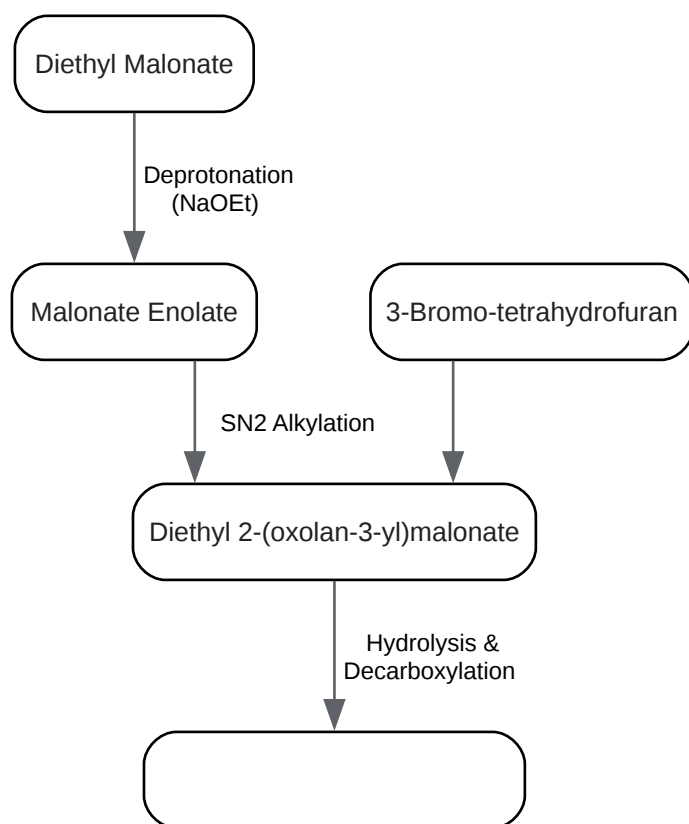 Diethyl Malonate
Deprotonation
(NaOEt)
Malonate Enolate
3-Bromo-tetrahydrofuran
SN2 Alkylation
Diethyl 2-(oxolan-3-yl)malonate
Hydrolysis &
Decarboxylation